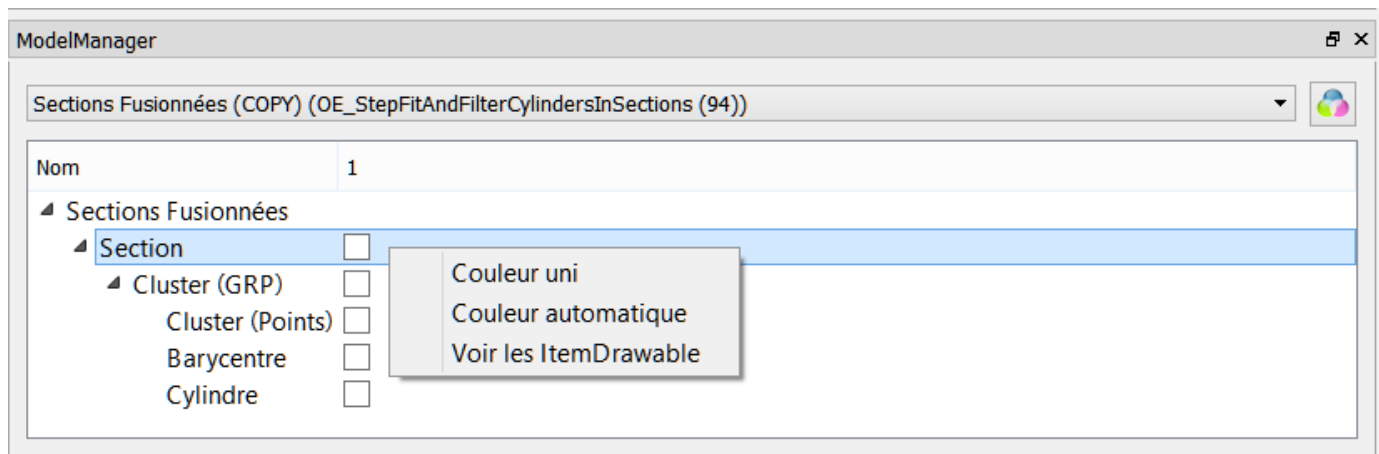 ModelManager
Sections Fusionnées (COPY) (OE_StepFitAndFilterCylindersInSections (94))
Nom 1
Sections Fusionnées
Section
Cluster (GRP)
Cluster (Points)
Barycentre
Cylindre
Couleur uni
Couleur automatique
Voir les ItemDrawable